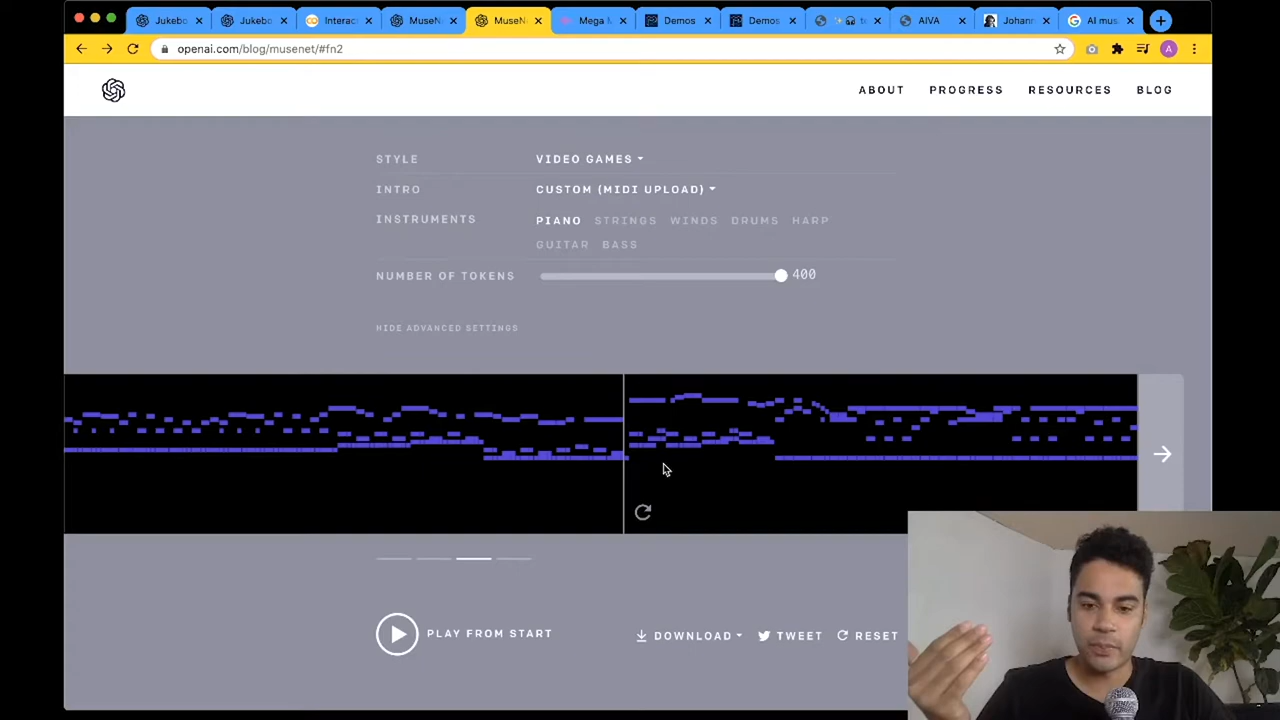 Jukebo
Jukebo
Interac
MuseN
MuseN
Mega M
Demos
Demos
AIVA
Johann
AI mus
openai.com/blog/musenet/#fn2
A
ABOUT PROGRESS RESOURCES BLOG
STYLE VIDEO GAMES
INTRO CUSTOM (MIDI UPLOAD)
INSTRUMENTS PIANO STRINGS WINDS DRUMS HARP
GUITAR BASS
NUMBER OF TOKENS 400
HIDE ADVANCED SETTINGS
PLAY FROM START DOWNLOAD TWEET RESET